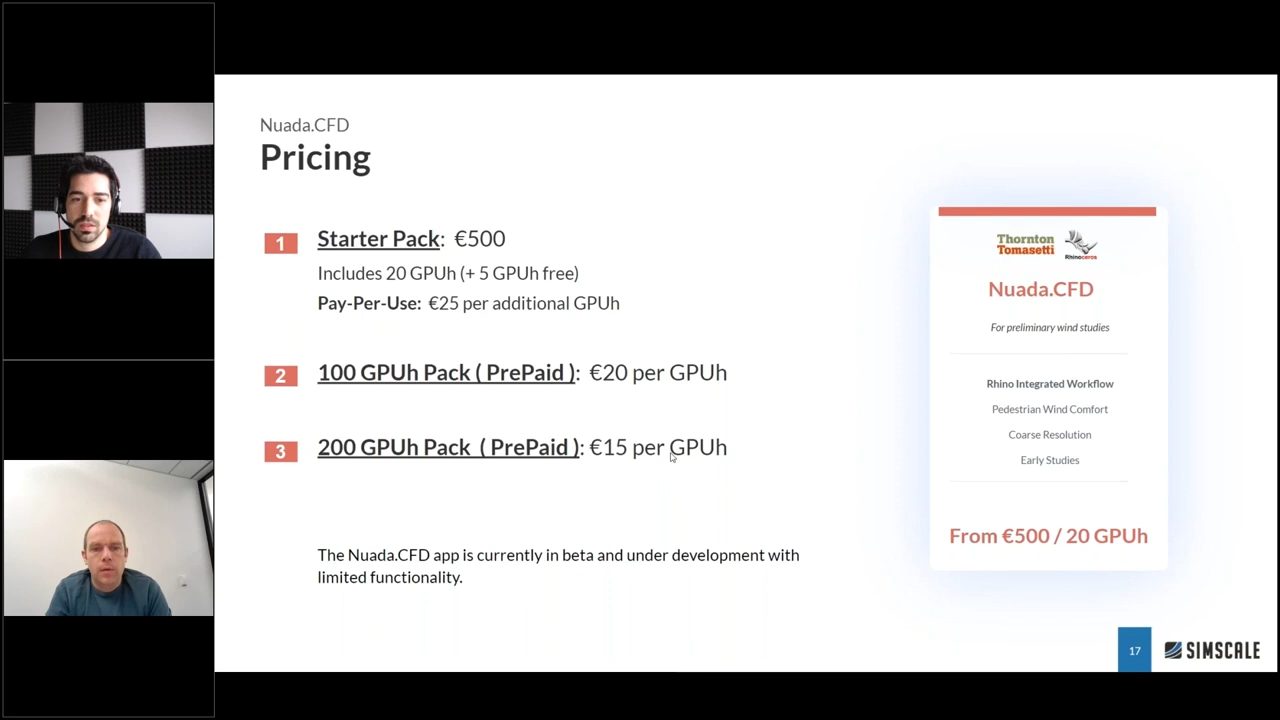 Nuada.CFD
Pricing
1
Starter Pack: €500
Includes 20 GPUh (+ 5 GPUh free)
Pay-Per-Use: €25 per additional GPUh
2
100 GPUh Pack ( PrePaid ): €20 per GPUh
3
200 GPUh Pack ( PrePaid ): €15 per GPUh
The Nuada.CFD app is currently in beta and under development with
limited functionality.
Thornton
Tomasetti
Rhinoceros
Nuada.CFD
For preliminary wind studies
Rhino Integrated Workflow
Pedestrian Wind Comfort
Coarse Resolution
Early Studies
From €500 / 20 GPUh
17
SIMSCALE